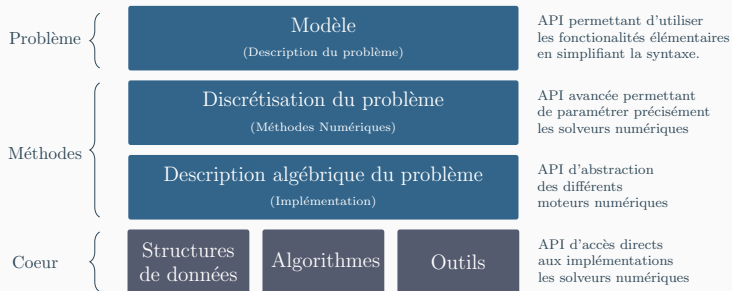 Problème
Modèle
(Description du problème)
API permettant d'utiliser
les fonctionalités élémentaires
en simplifiant la syntaxe.
Méthodes
Discrétisation du problème
(Méthodes Numériques)
API avancée permettant
de paramétrer précisément
les solveurs numériques
Description algébrique du problème
(Implémentation)
API d'abstraction
des différents
moteurs numériques
Coeur
Structures
de données
Algorithmes
Outils
API d'accès directs
aux implémentations
les solveurs numériques